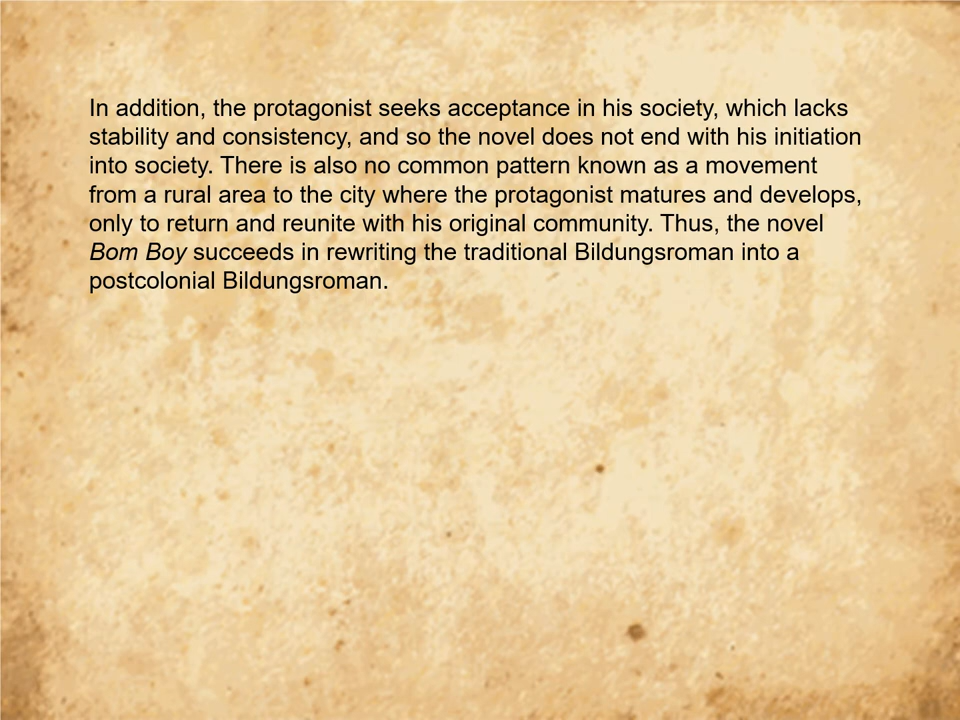 In addition, the protagonist seeks acceptance in his society, which lacks
stability and consistency, and so the novel does not end with his initiation
into society. There is also no common pattern known as a movement
from a rural area to the city where the protagonist matures and develops,
only to return and reunite with his original community. Thus, the novel
Bom Boy succeeds in rewriting the traditional Bildungsroman into a
postcolonial Bildungsroman.